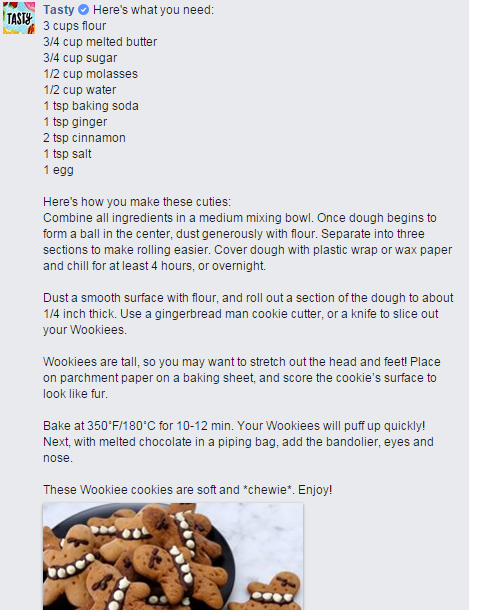 TASTY
Tasty Here's what you need:
3 cups flour
3/4 cup melted butter
3/4 cup sugar
1/2 cup molasses
1/2 cup water
1 tsp baking soda
1 tsp ginger
2 tsp cinnamon
1 tsp salt
1 egg
Here's how you make these cuties:
Combine all ingredients in a medium mixing bowl. Once dough begins to
form a ball in the center, dust generously with flour. Separate into three
sections to make rolling easier. Cover dough with plastic wrap or wax paper
and chill for at least 4 hours, or overnight.
Dust a smooth surface with flour, and roll out a section of the dough to about
1/4 inch thick. Use a gingerbread man cookie cutter, or a knife to slice out
your Wookiees.
Wookiees are tall, so you may want to stretch out the head and feet! Place
on parchment paper on a baking sheet, and score the cookie's surface to
look like fur.
Bake at 350°F/180°C for 10-12 min. Your Wookiees will puff up quickly!
Next, with melted chocolate in a piping bag, add the bandolier, eyes and
nose.
These Wookiee cookies are soft and *chewie*. Enjoy!